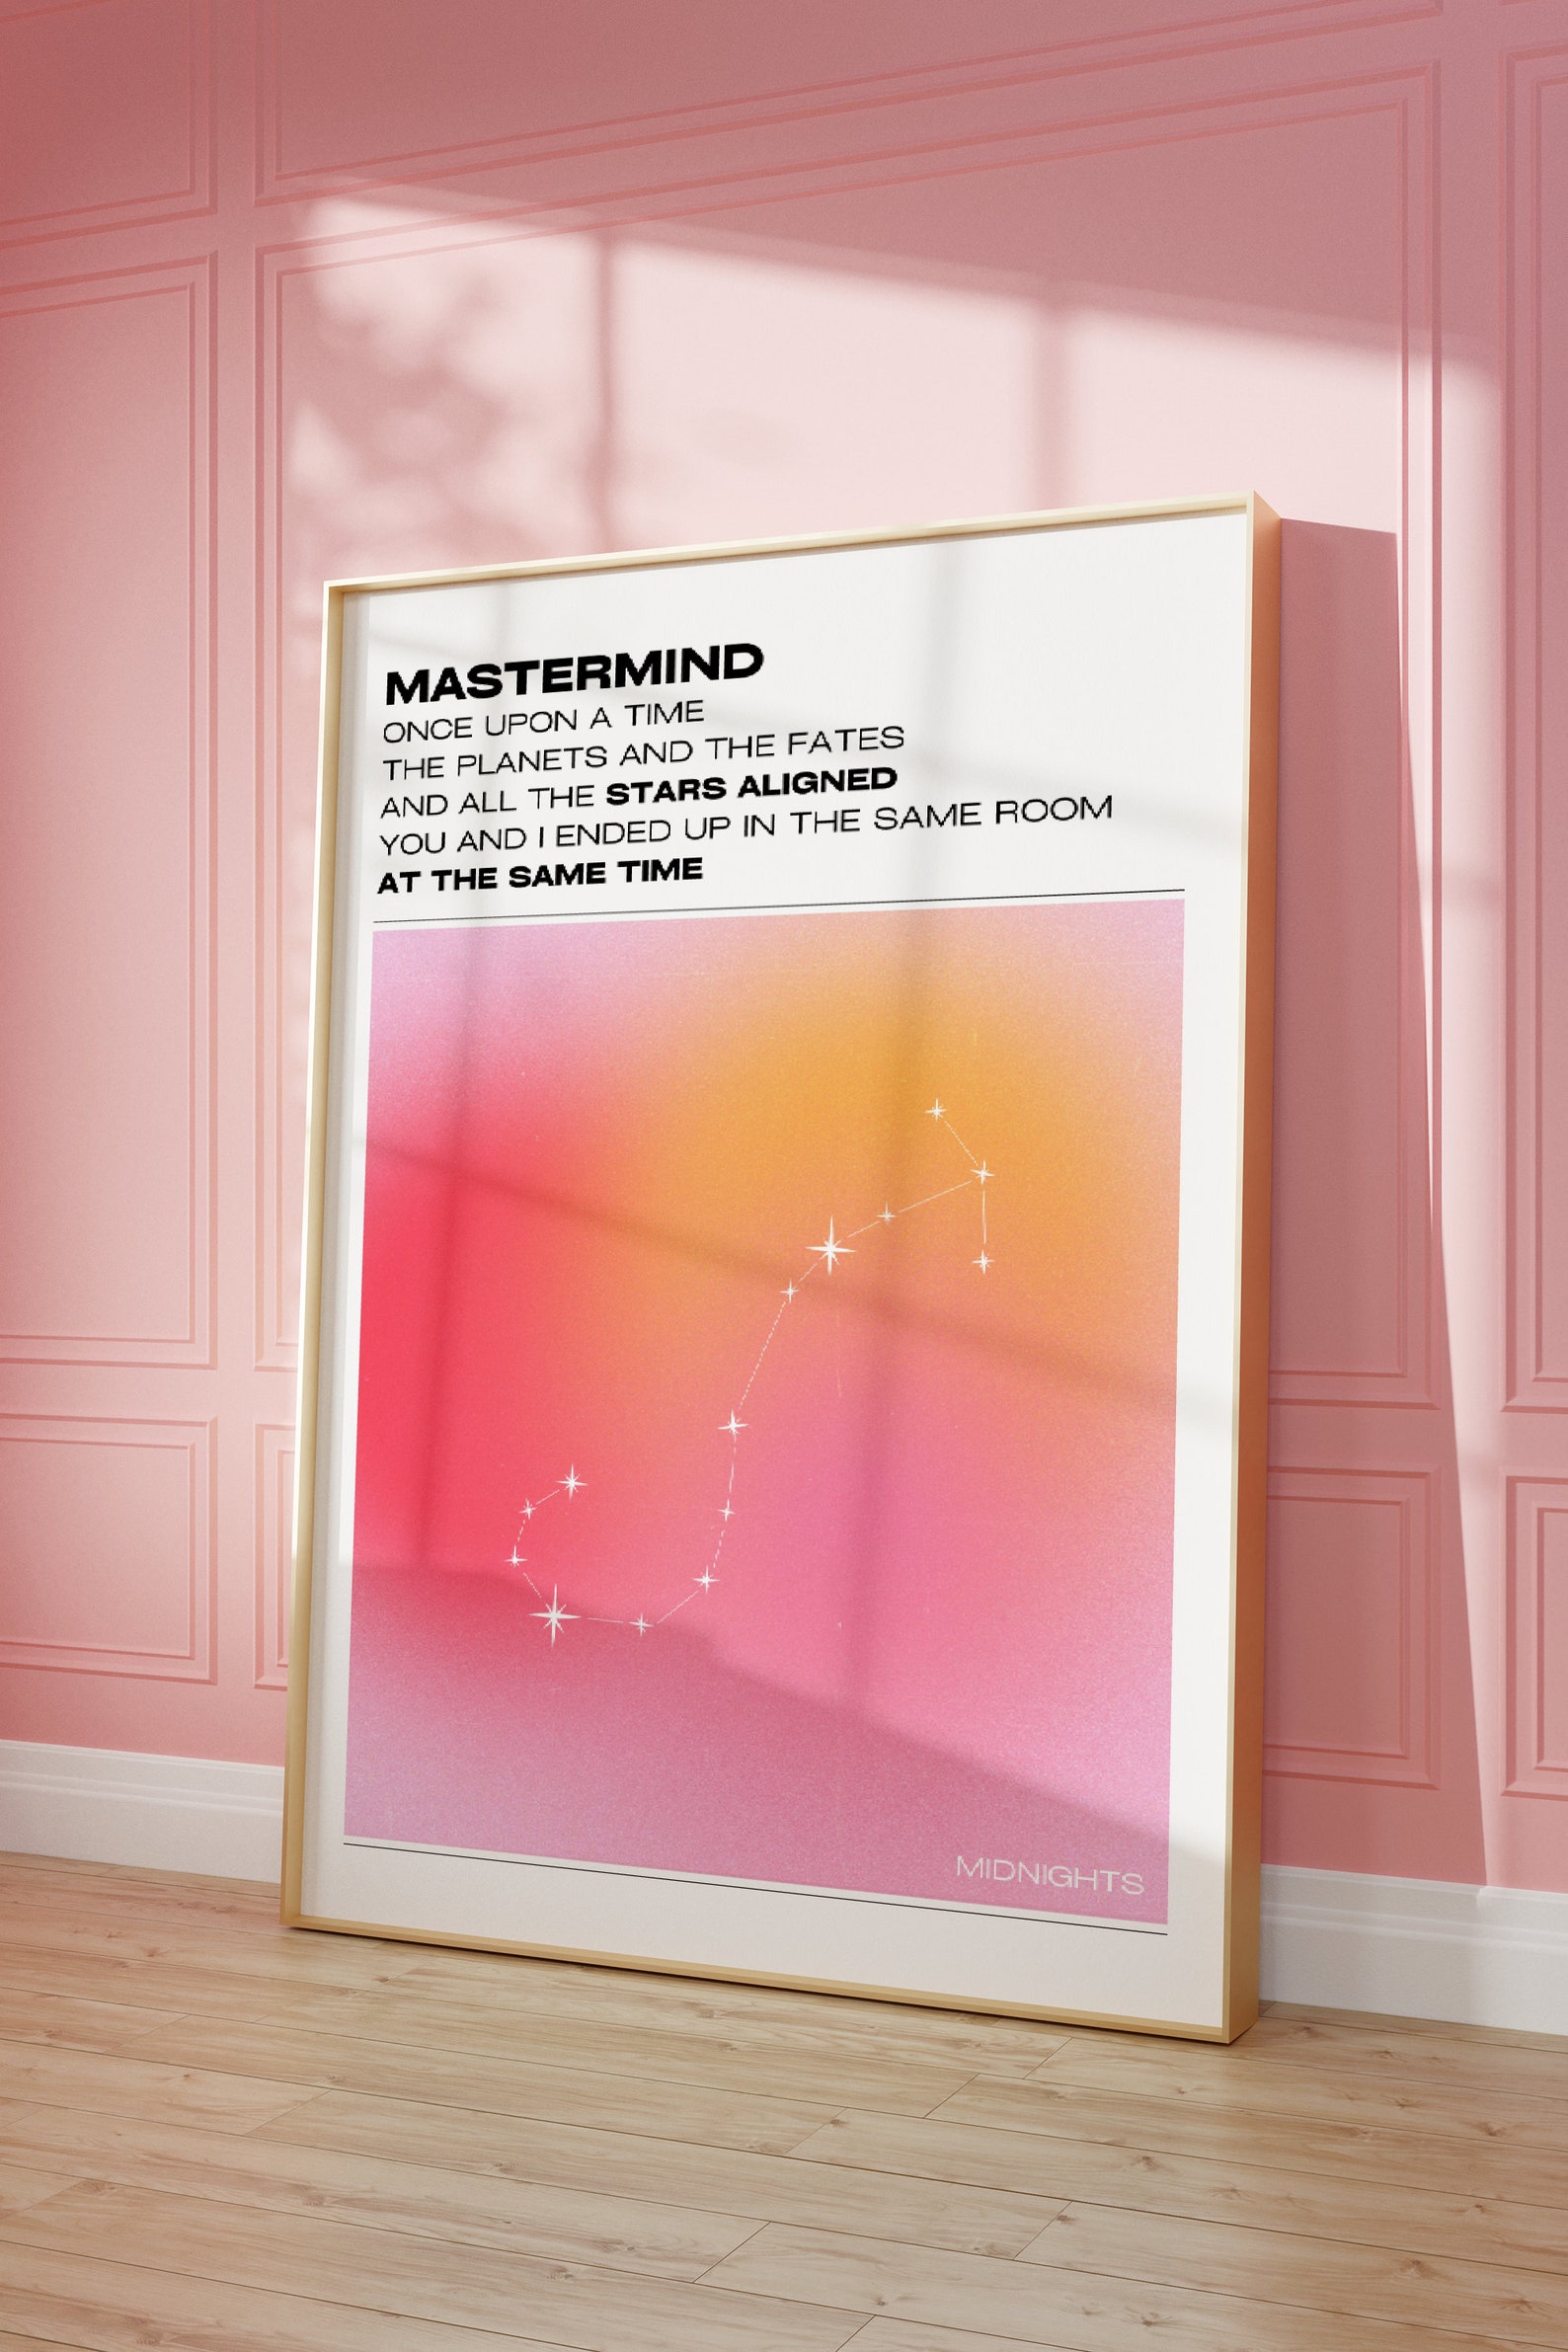 MASTERMIND
ONCE UPON A TIME
THE PLANETS AND THE FATES
AND ALL THE STARS ALIGNED
YOU AND I ENDED UP IN THE SAME ROOM
AT THE SAME TIME
MIDNIGHTS